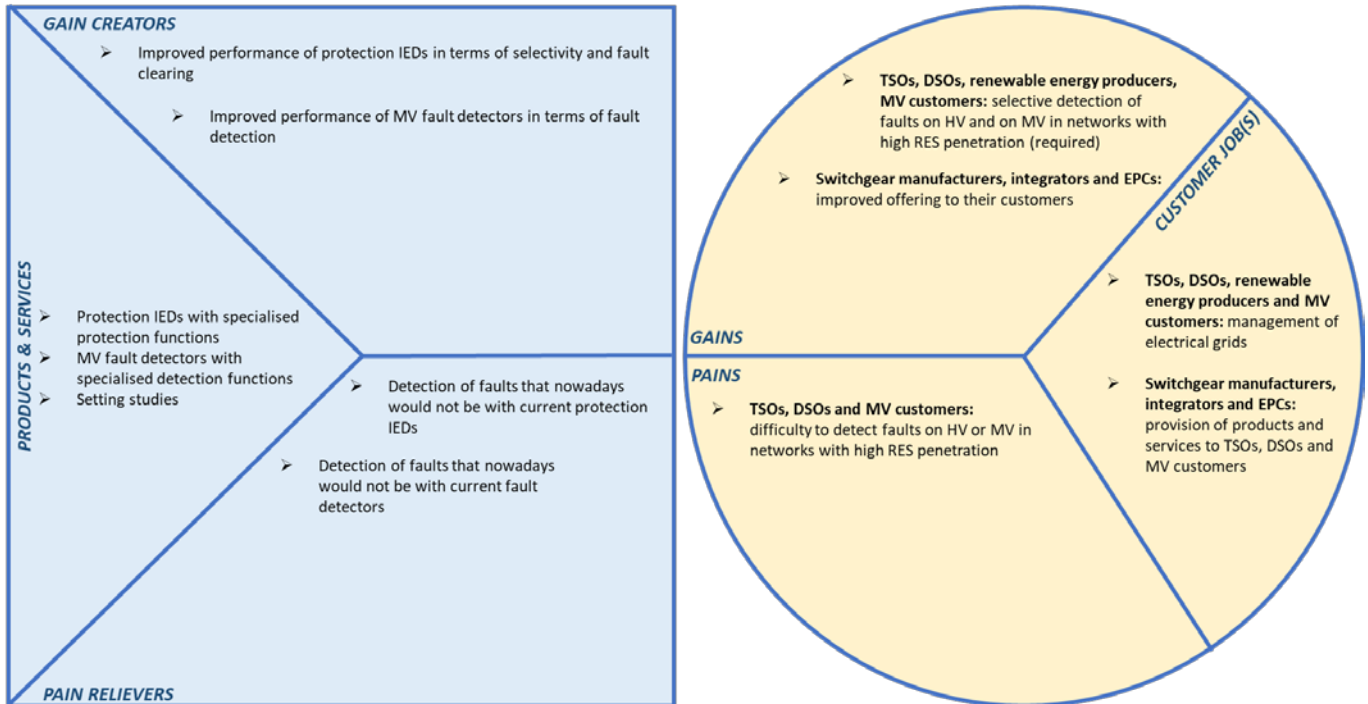 GAIN CREATORS
➢ Improved performance of protection IEDs in terms of selectivity and fault
clearing
➢ Improved performance of MV fault detectors in terms of fault
detection
PRODUCTS & SERVICES
➢ Protection IEDs with specialised
protection functions
➢ MV fault detectors with
specialised detection functions
➢ Setting studies
➢ Detection of faults that nowadays
would not be with current protection
IEDs
➢ Detection of faults that nowadays
would not be with current fault
detectors
PAIN RELIEVERS
➢ TSOs, DSOs, renewable energy producers,
MV customers: selective detection of
faults on HV and on MV in networks with
high RES penetration (required)
➢ Switchgear manufacturers, integrators and EPCs:
improved offering to their customers
GAINS
CUSTOMER JOB(S)
➢ TSOs, DSOs, renewable
energy producers and MV
customers: management of
electrical grids
➢ Switchgear manufacturers,
integrators and EPCs:
provision of products and
services to TSOs, DSOs and
MV customers
PAINS
➢ TSOs, DSOs and MV customers:
difficulty to detect faults on HV or MV in
networks with high RES penetration